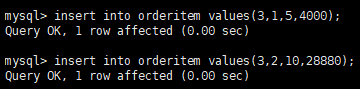 mysql> insert into orderitem values(3,1,5,4000);
Query OK, 1 row affected (0.00 sec)
mysql> insert into orderitem values(3,2,10,28880);
Query OK, 1 row affected (0.00 sec)